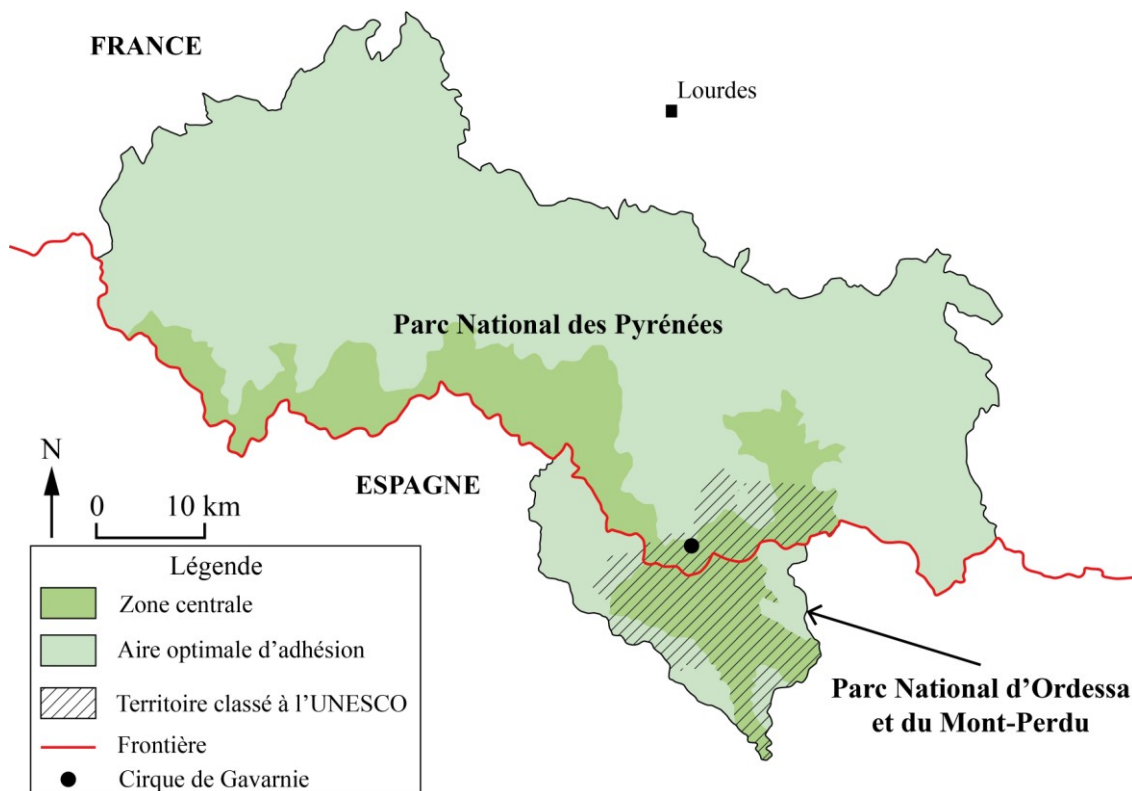 FRANCE
Lourdes
Parc National des Pyrénées
N
0 10 km
ESPAGNE
Légende
Zone centrale
Aire optimale d’adhésion
Territoire classé à l’UNESCO
Frontière
Cirque de Gavarnie
Parc National d’Ordessa
et du Mont-Perdu